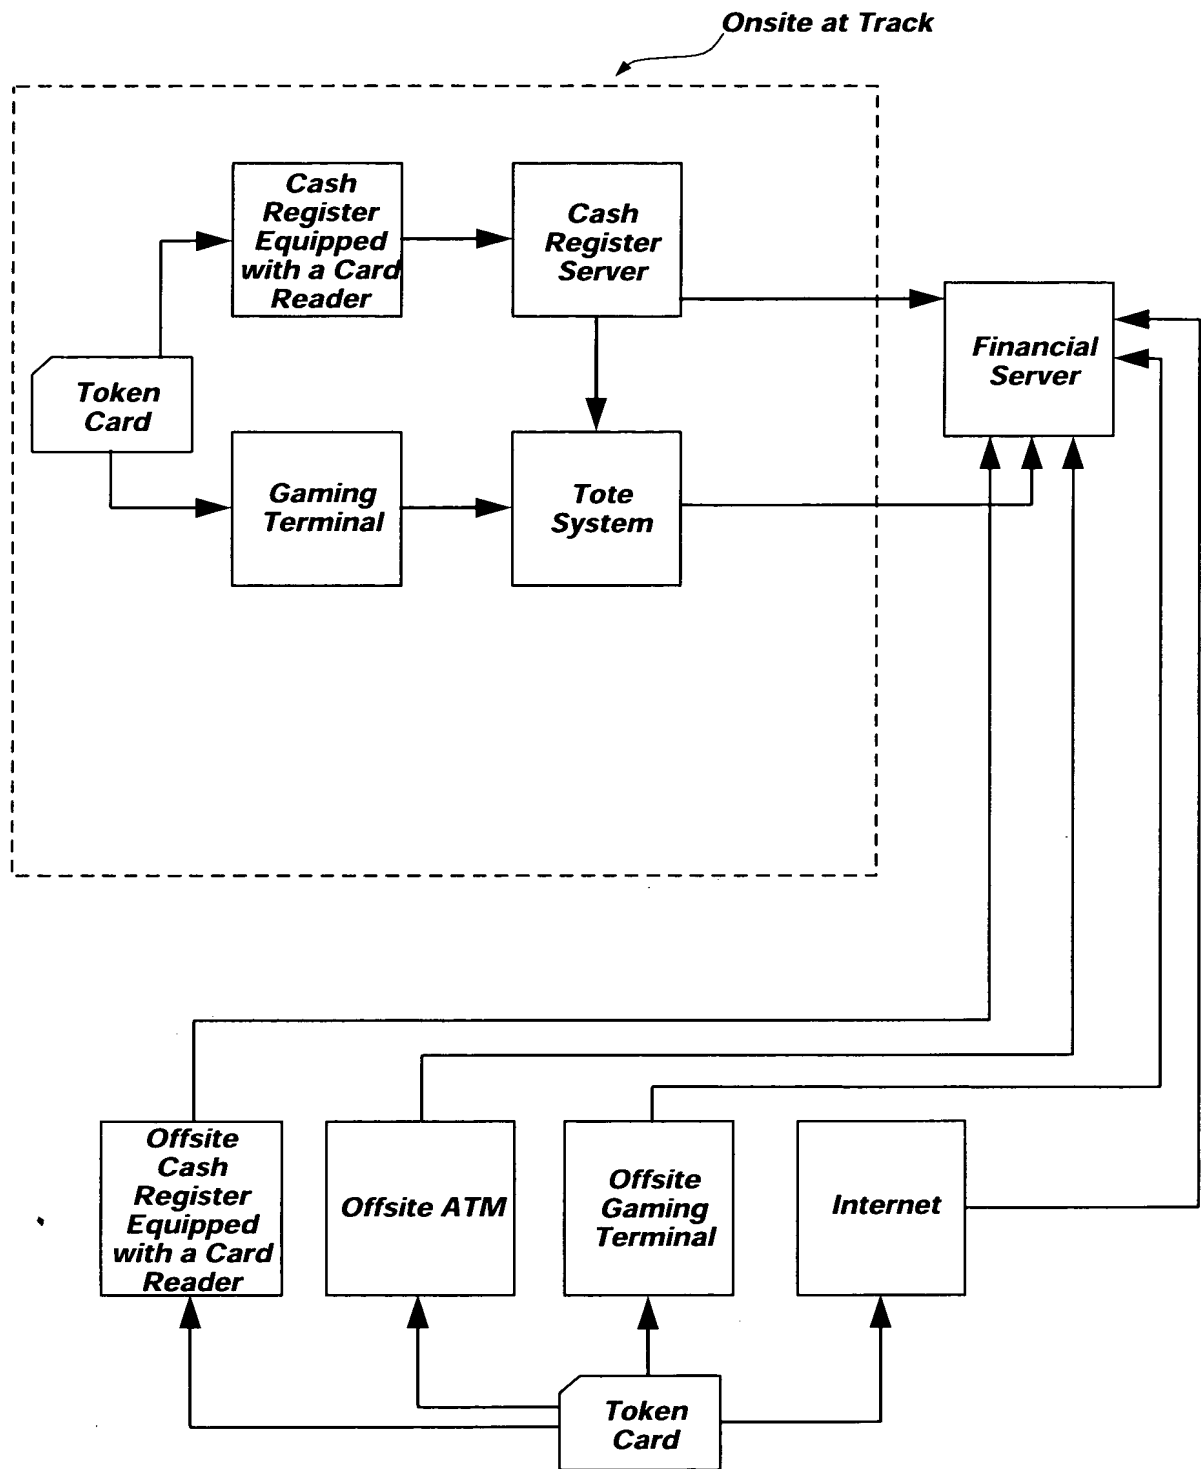 Onsite at Track
Cash
Register
Equipped
with a Card
Reader
Cash
Register
Server
Financial
Server
Token
Card
Gaming
Terminal
Tote
System
Offsite
Cash
Register
Equipped
with a Card
Reader
Offsite ATM
Offsite
Gaming
Terminal
Internet
Token
Card